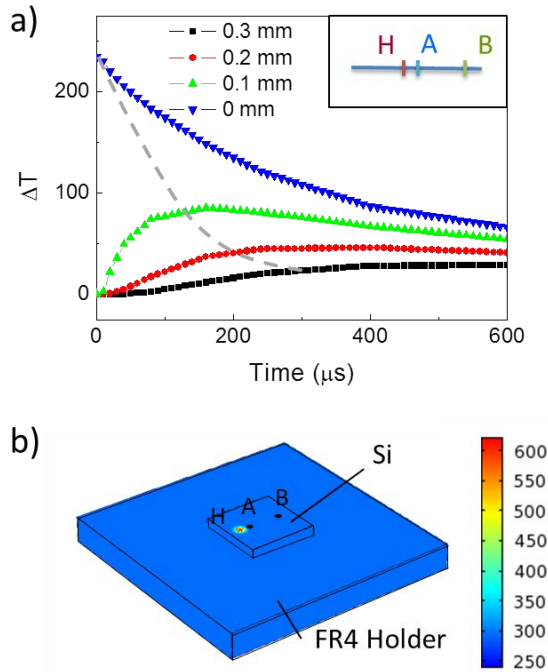 a)
0.3 mm
0.2 mm
0.1 mm
0 mm
H A B
200
100
0
ΔT
0 200 400 600
Time (μs)
b)
Si
H A B
FR4 Holder
600
550
500
450
400
350
300
250